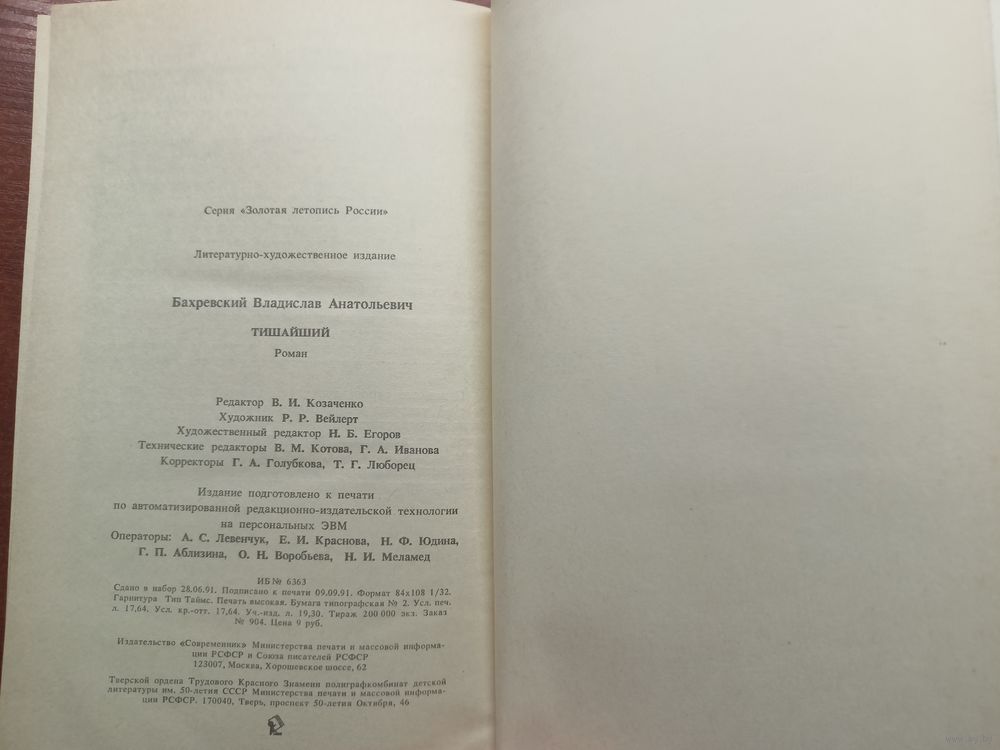 Серия «Золотая летопись России»
Литературно-художественное издание
Бахревский Владислав Анатольевич
ТИШАЙШИЙ
Роман
Редактор В. И. Козаченко
Художник Р. Р. Вейлерт
Художественный редактор Н. Б. Егоров
Технические редакторы В. М. Котова, Г. А. Иванова
Корректоры Г. А. Голубкова, Т. Г. Люборец
Издание подготовлено к печати
по автоматизированной редакционно-издательской технологии
на персональных ЭВМ
Операторы: А. С. Левенчук, Е. И. Краснова, Н. Ф. Юдина,
Г. П. Аблизина, О. Н. Воробьева, Н. И. Меламед
ИБ № 6363
Сдано в набор 28.06.91. Подписано к печати 09.09.91. Формат 84х108 1/32.
Гарнитура Тип Таймс. Печать высокая. Бумага типографская № 2. Усл. печ.
л. 17,64. Усл. кр.-отт. 17,64. Уч.-изд. л. 19,30. Тираж 200 000 экз. Заказ
№ 904. Цена 9 руб.
Издательство «Современник» Министерства печати и массовой информа-
ции РСФСР и Союза писателей РСФСР
123007, Москва, Хорошевское шоссе, 62
Тверской ордена Трудового Красного Знамени полиграфкомбинат детской
литературы им. 50-летия СССР Министерства печати и массовой информа-
ции РСФСР. 170040, Тверь, проспект 50-летия Октября, 46
www.ay.by